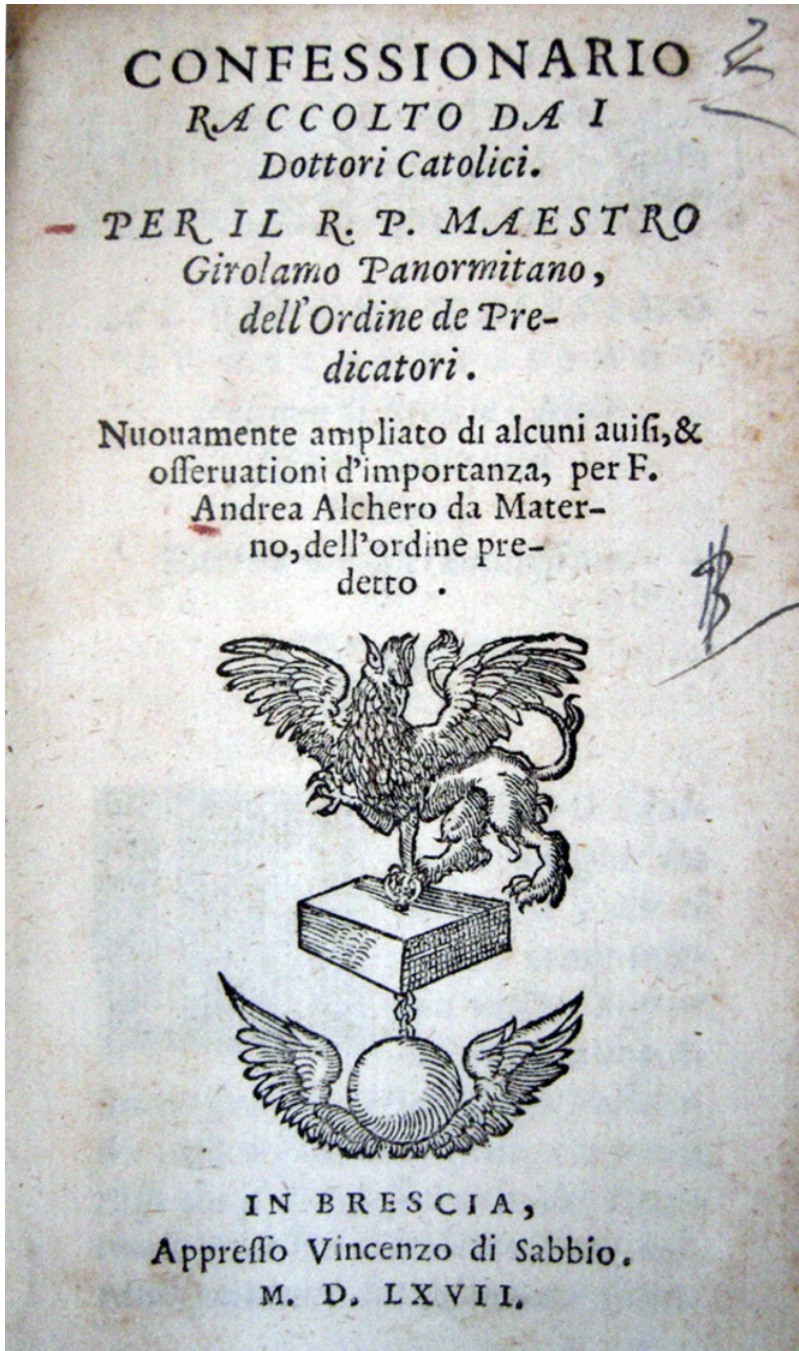 CONFESSIONARIO
RACCOLTO DA I
Dottori Catolici.
PER IL R. P. MAESTRO
Girolamo Panormitano,
dell'Ordine de Pre-
dicatori.
Nuouamente ampliato di alcuni auiſi,&
oſſeruationi d'importanza, per F.
Andrea Alchero da Mater-
no,dell'ordine pre-
detto.
IN BRESCIA,
Appreſſo Vincenzo di Sabbio.
M. D. LXVII.